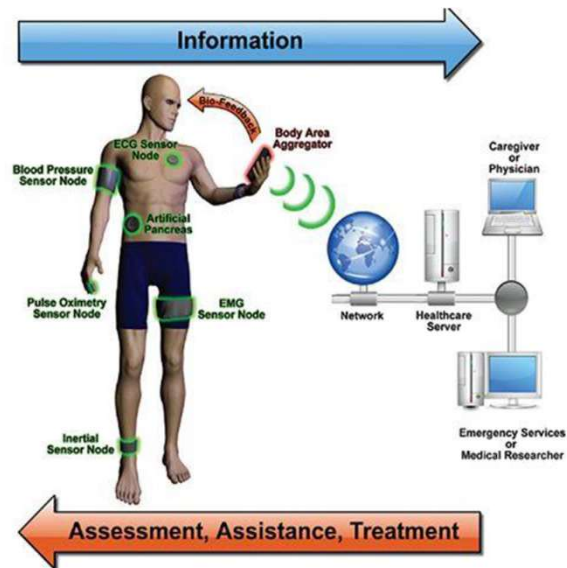 Information
Bio-Feedback
ECG Sensor
Node
Body Area
Aggregator
Blood Pressure
Sensor Node
Caregiver
or
Physician
Artificial
Pancreas
Pulse Oximetry
Sensor Node
EMG
Sensor Node
Network
Healthcare
Server
Inertial
Sensor Node
Emergency Services
or
Medical Researcher
Assessment, Assistance, Treatment